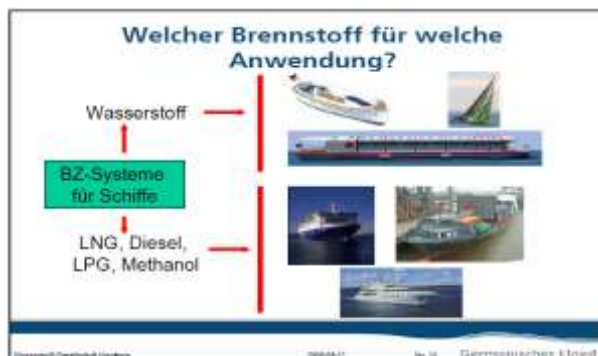 Welcher Brennstoff für welche
Anwendung?
Wasserstoff
BZ-Systeme
für Schiffe
LNG, Diesel,
LPG, Methanol
Germanischer Lloyd